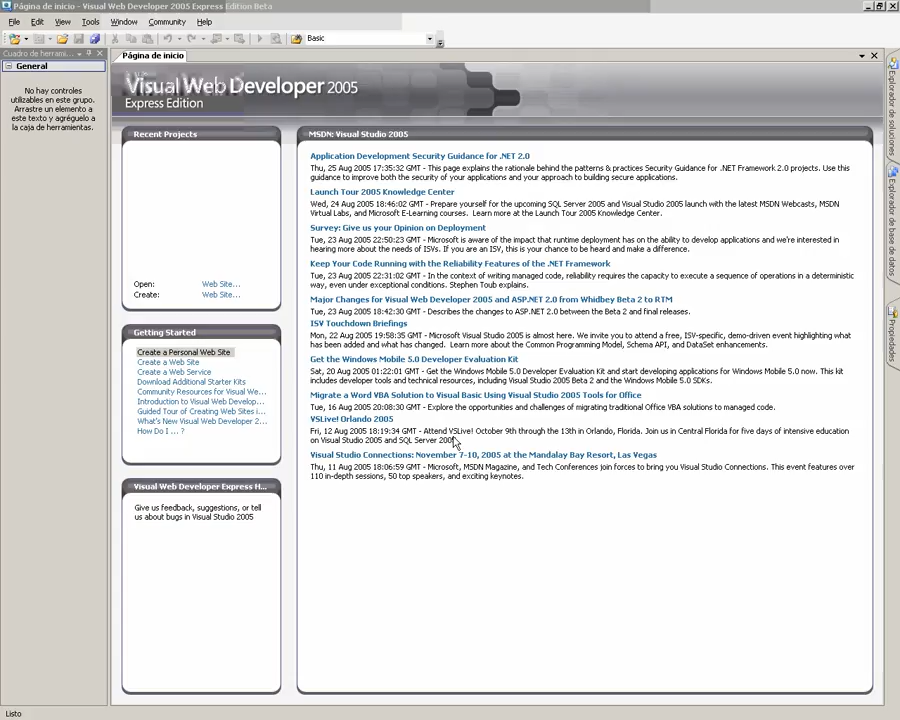 Página de inicio - Visual Web Developer 2005 Express Edition Beta
File Edit View Tools Window Community Help
Basic
Cuadro de herrami...
Página de inicio
General
No hay controles
utilizables en este grupo.
Arrastre un elemento a
este texto y agréguelo a
la caja de herramientas.
Visual Web Developer 2005
Express Edition
Recent Projects
Open: Web Site...
Create: Web Site...
Getting Started
Create a Personal Web Site
Create a Web Site
Create a Web Service
Download Additional Starter Kits
Community Resources for Visual We...
Introduction to Visual Web Develop...
Guided Tour of Creating Web Sites i...
What's New Visual Web Developer 2...
How Do I ... ?
Visual Web Developer Express H...
Give us feedback, suggestions, or tell
us about bugs in Visual Studio 2005
MSDN: Visual Studio 2005
Application Development Security Guidance for .NET 2.0
Thu, 25 Aug 2005 17:35:32 GMT - This page explains the rationale behind the patterns & practices Security Guidance for .NET Framework 2.0 projects. Use this
guidance to improve both the security of your applications and your approach to building secure applications.
Launch Tour 2005 Knowledge Center
Wed, 24 Aug 2005 18:46:02 GMT - Prepare yourself for the upcoming SQL Server 2005 and Visual Studio 2005 launch with the latest MSDN Webcasts, MSDN
Virtual Labs, and Microsoft E-Learning courses. Learn more at the Launch Tour 2005 Knowledge Center.
Survey: Give us your Opinion on Deployment
Tue, 23 Aug 2005 22:50:23 GMT - Microsoft is aware of the impact that runtime deployment has on the ability to develop applications and we're interested in
hearing more about the needs of ISVs. If you are an ISV, this is your chance to be heard and make a difference.
Keep Your Code Running with the Reliability Features of the .NET Framework
Tue, 23 Aug 2005 22:31:02 GMT - In the context of writing managed code, reliability requires the capacity to execute a sequence of operations in a deterministic
way, even under exceptional conditions. Stephen Toub explains.
Major Changes for Visual Web Developer 2005 and ASP.NET 2.0 from Whidbey Beta 2 to RTM
Tue, 23 Aug 2005 18:42:30 GMT - Describes the changes to ASP.NET 2.0 between the Beta 2 and final releases.
ISV Touchdown Briefings
Mon, 22 Aug 2005 19:58:35 GMT - Microsoft Visual Studio 2005 is almost here. We invite you to attend a free, ISV-specific, demo-driven event highlighting what
has been added and what has changed. Learn more about the Common Programming Model, Schema API, and DataSet enhancements.
Get the Windows Mobile 5.0 Developer Evaluation Kit
Sat, 20 Aug 2005 01:22:01 GMT - Get the Windows Mobile 5.0 Developer Evaluation Kit and start developing applications for Windows Mobile 5.0 now. This kit
includes developer tools and technical resources, including Visual Studio 2005 Beta 2 and the Windows Mobile 5.0 SDKs.
Migrate a Word VBA Solution to Visual Basic Using Visual Studio 2005 Tools for Office
Tue, 16 Aug 2005 20:08:30 GMT - Explore the opportunities and challenges of migrating traditional Office VBA solutions to managed code.
VSLive! Orlando 2005
Fri, 12 Aug 2005 18:19:34 GMT - Attend VSLive! October 9th through the 13th in Orlando, Florida. Join us in Central Florida for five days of intensive education
on Visual Studio 2005 and SQL Server 2005.
Visual Studio Connections: November 7-10, 2005 at the Mandalay Bay Resort, Las Vegas
Thu, 11 Aug 2005 18:06:59 GMT - Microsoft, MSDN Magazine, and Tech Conferences join forces to bring you Visual Studio Connections. This event features over
110 in-depth sessions, 50 top speakers, and exciting keynotes.
Explorador de soluciones
Explorador de base de datos
Propiedades
Listo